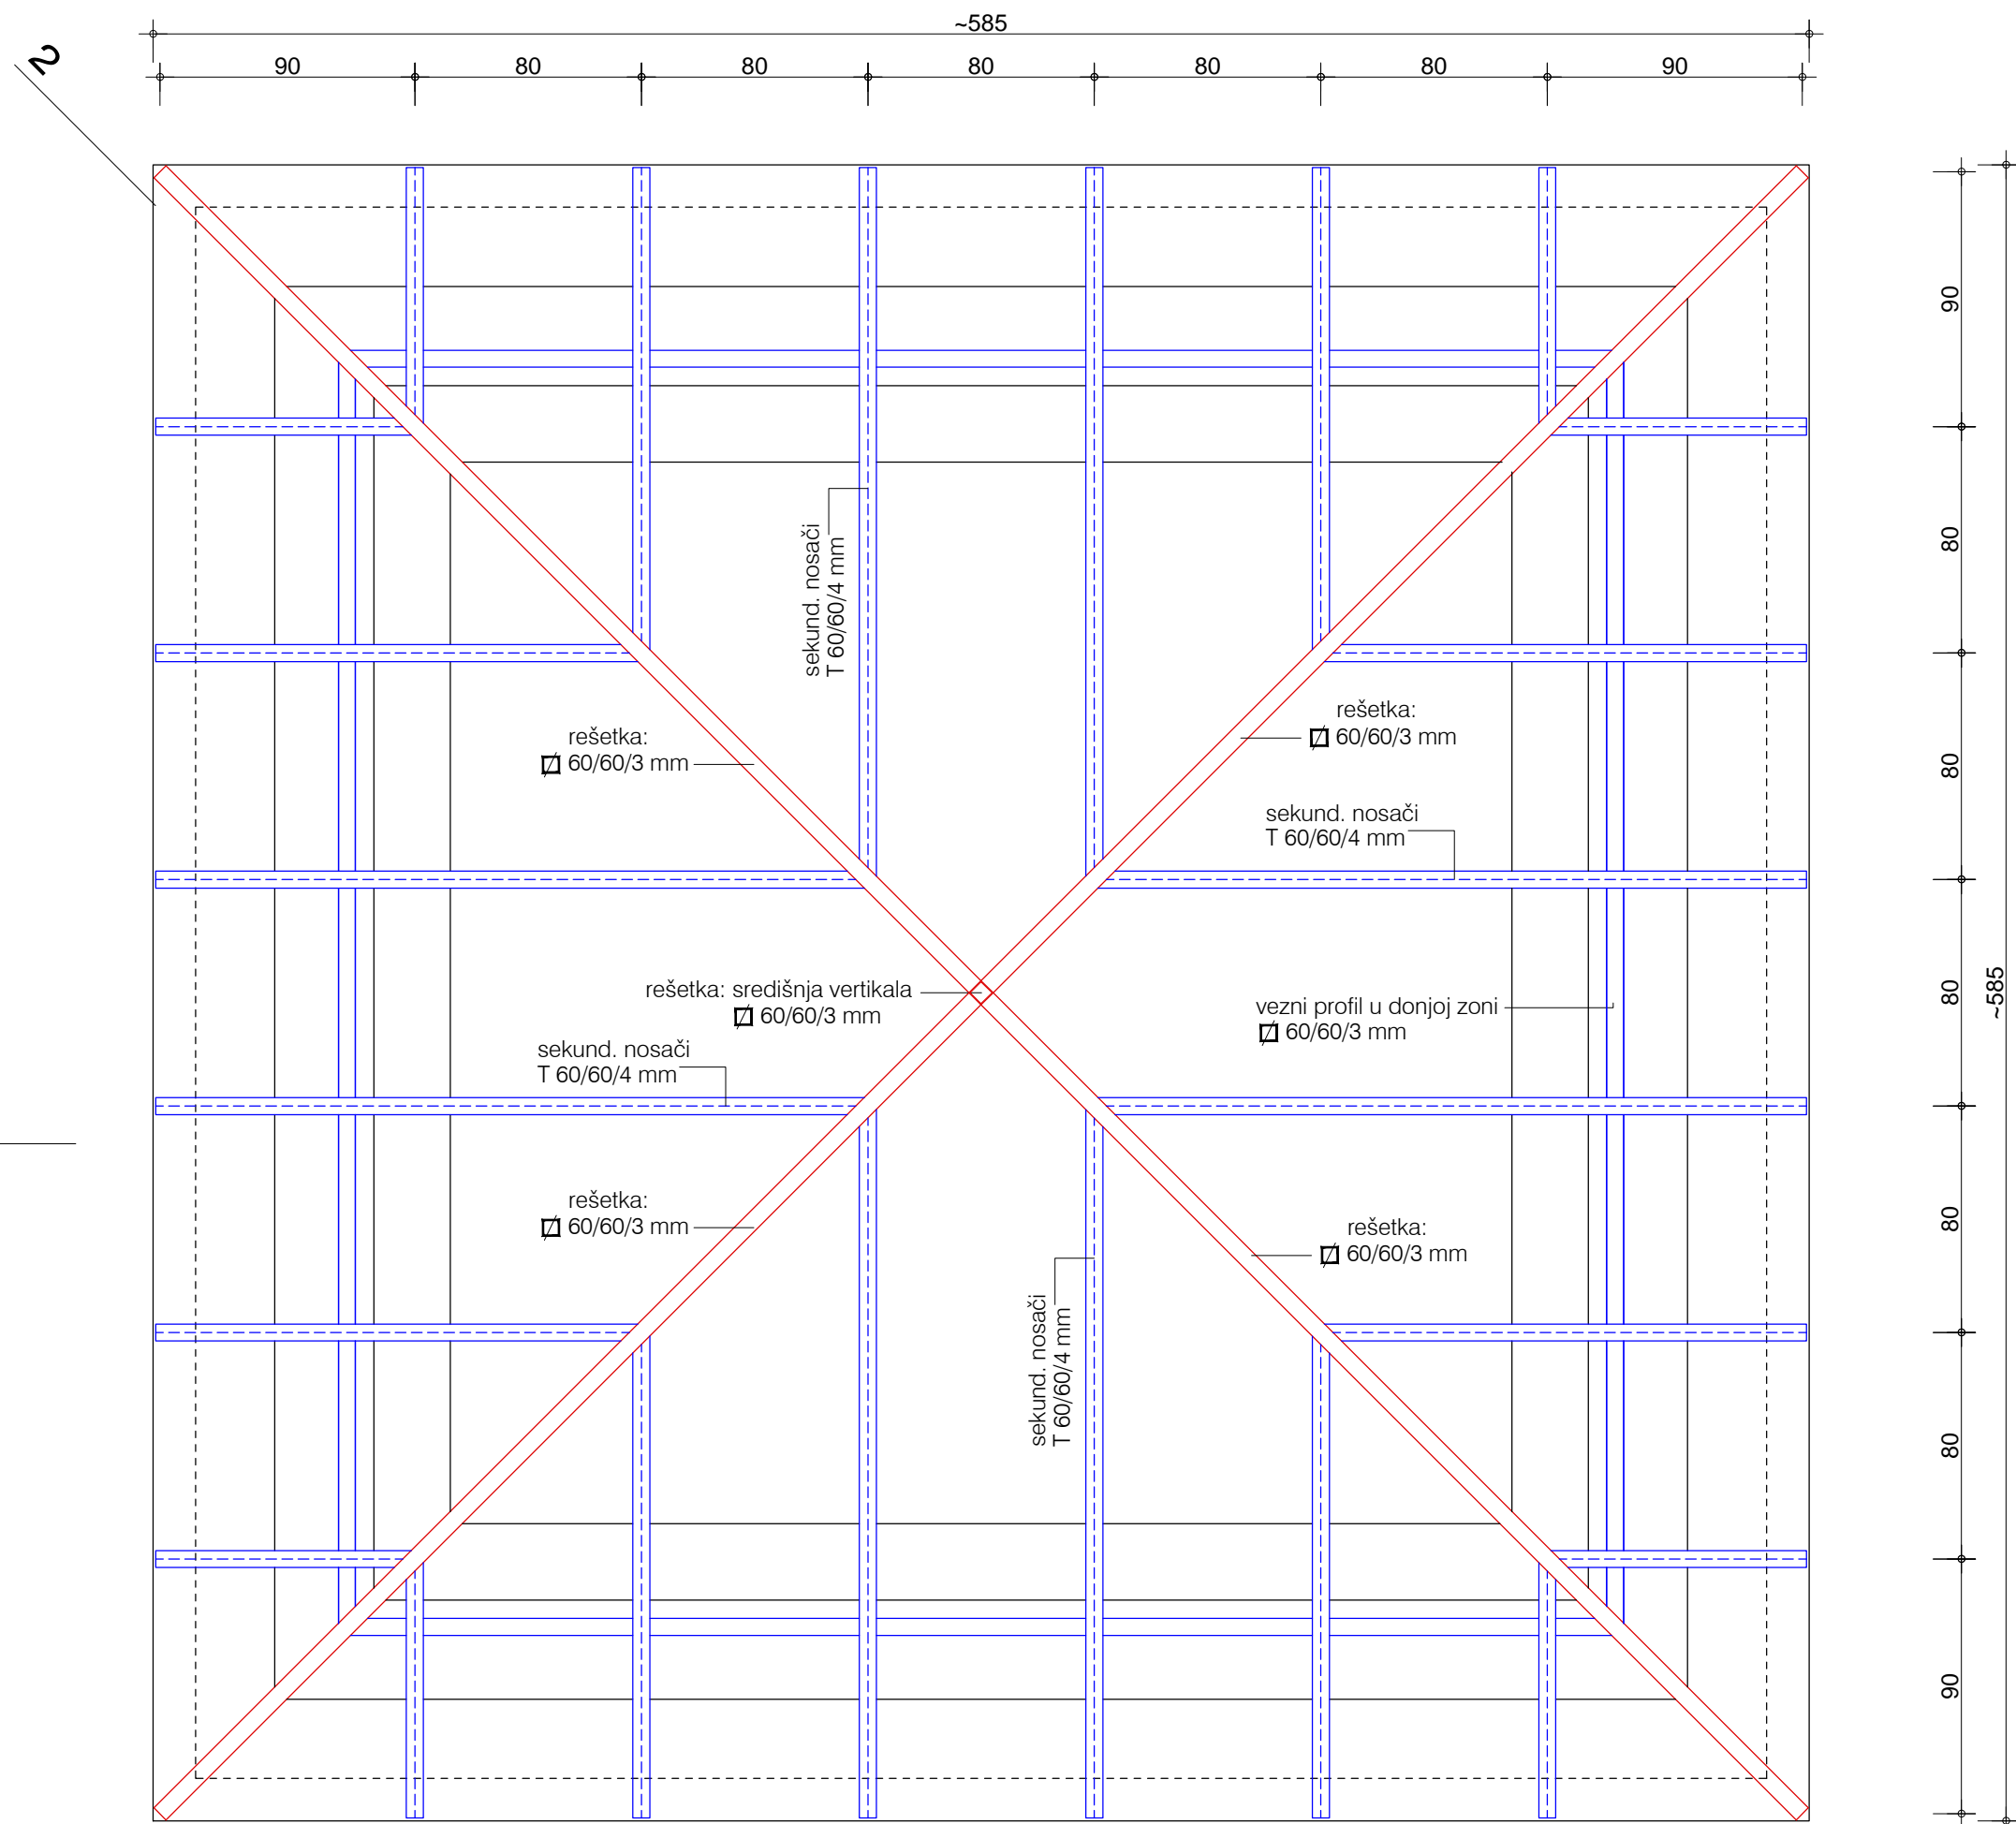 ~585
2
90 80 80 80 80 80 90
90
80
80
80
80
80
90
~585
sekund. nosači
T 60/60/4 mm
rešetka:
60/60/3 mm
rešetka:
60/60/3 mm
sekund. nosači
T 60/60/4 mm
rešetka: središnja vertikala
60/60/3 mm
vezni profil u donjoj zoni
60/60/3 mm
sekund. nosači
T 60/60/4 mm
rešetka:
60/60/3 mm
rešetka:
60/60/3 mm
sekund. nosači
T 60/60/4 mm